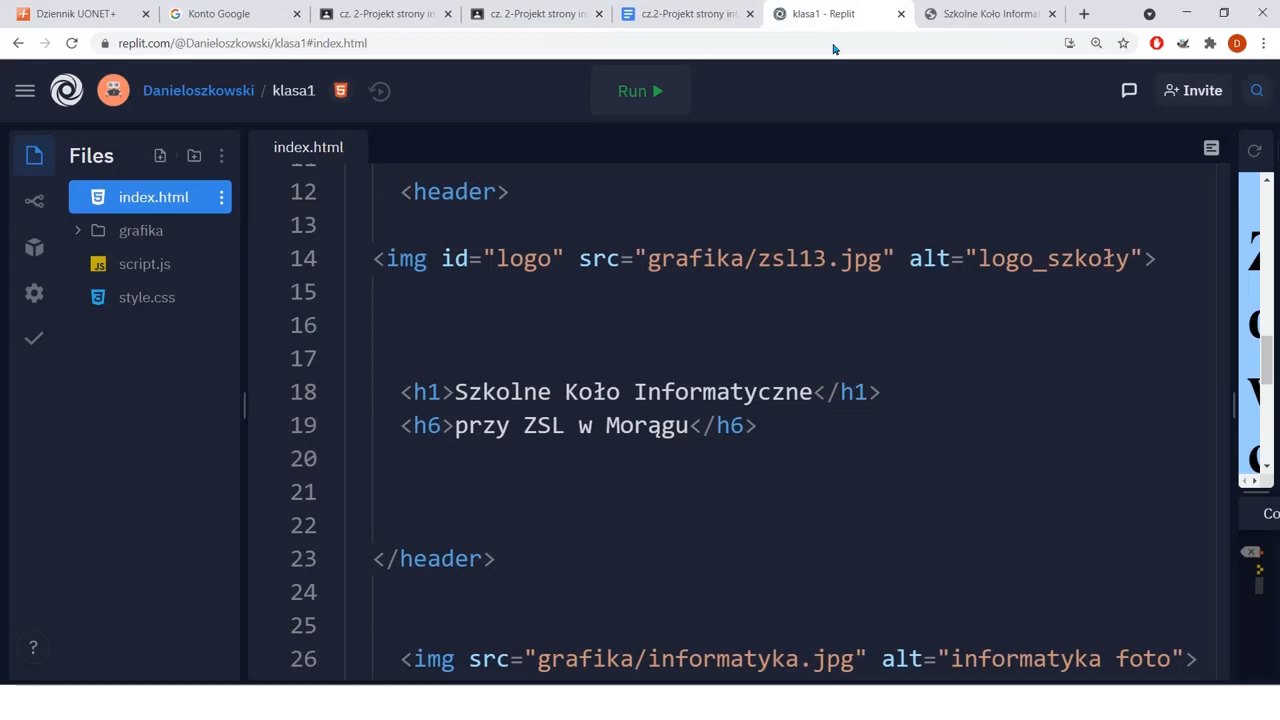 Dziennik UONET+
Konto Google
cz. 2-Projekt strony in
cz. 2-Projekt strony in
cz.2-Projekt strony int
klasa1 - Replit
Szkolne Koło Informat
replit.com/@Danieloszkowski/klasa1#index.html
D
Danieloszkowski / klasa1
Run
Invite
Files
index.html
grafika
script.js
style.css
?
index.html
12 <header>
13
14 <img id="logo" src="grafika/zsl13.jpg" alt="logo_szkoły">
15
16
17
18 <h1>Szkolne Koło Informatyczne</h1>
19 <h6>przy ZSL w Morągu</h6>
20
21
22
23 </header>
24
25
26 <img src="grafika/informatyka.jpg" alt="informatyka foto">
Co